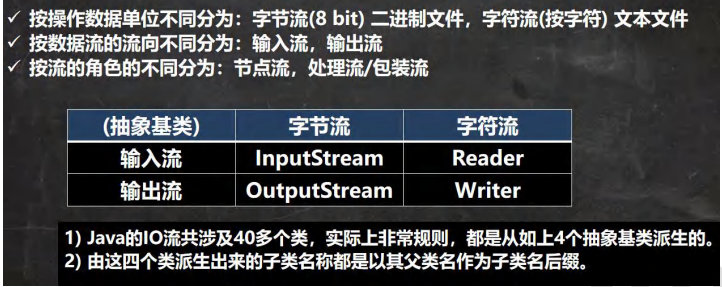 ✓ 按操作数据单位不同分为：字节流(8 bit) 二进制文件，字符流(按字符) 文本文件
✓ 按数据流的流向不同分为：输入流，输出流
✓ 按流的角色的不同分为：节点流，处理流/包装流
(抽象基类) 字节流 字符流
输入流 InputStream Reader
输出流 OutputStream Writer
1) Java的IO流共涉及40多个类，实际上非常规则，都是从如上4个抽象基类派生的。
2) 由这四个类派生出来的子类名称都是以其父类名作为子类名后缀。